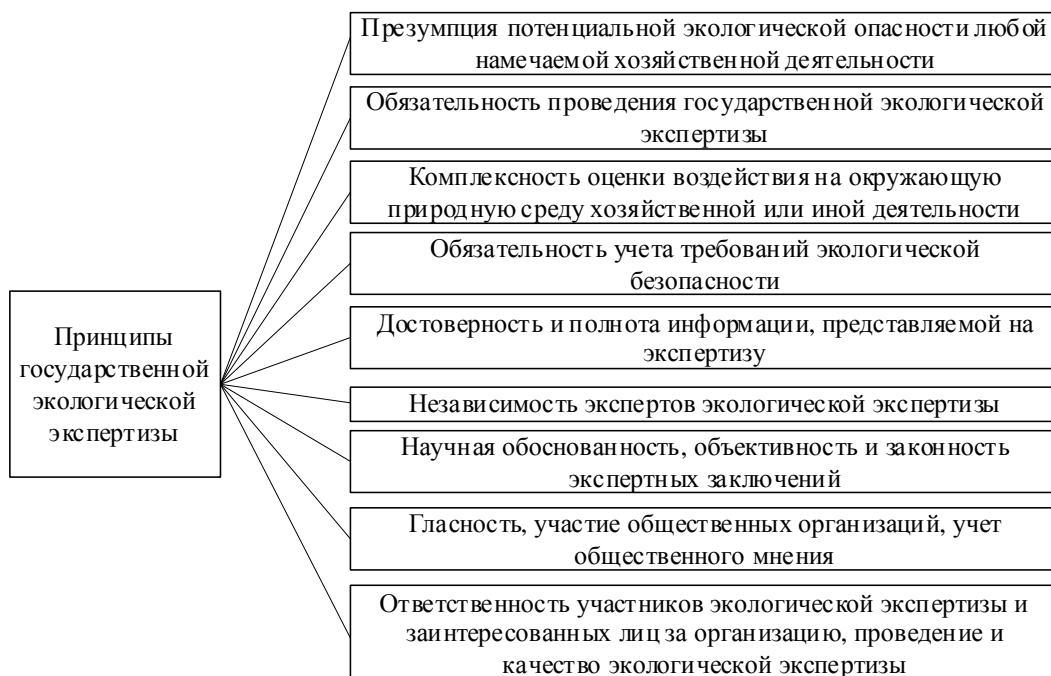 Принципы
государственной
экологической
экспертизы
Презумпция потенциальной экологической опасности любой
намечаемой хозяйственной деятельности
Обязательность проведения государственной экологической
экспертизы
Комплексность оценки воздействия на окружающую
природную среду хозяйственной или иной деятельности
Обязательность учета требований экологической
безопасности
Достоверность и полнота информации, представляемой на
экспертизу
Независимость экспертов экологической экспертизы
Научная обоснованность, объективность и законность
экспертных заключений
Гласность, участие общественных организаций, учет
общественного мнения
Ответственность участников экологической экспертизы и
заинтересованных лиц за организацию, проведение и
качество экологической экспертизы